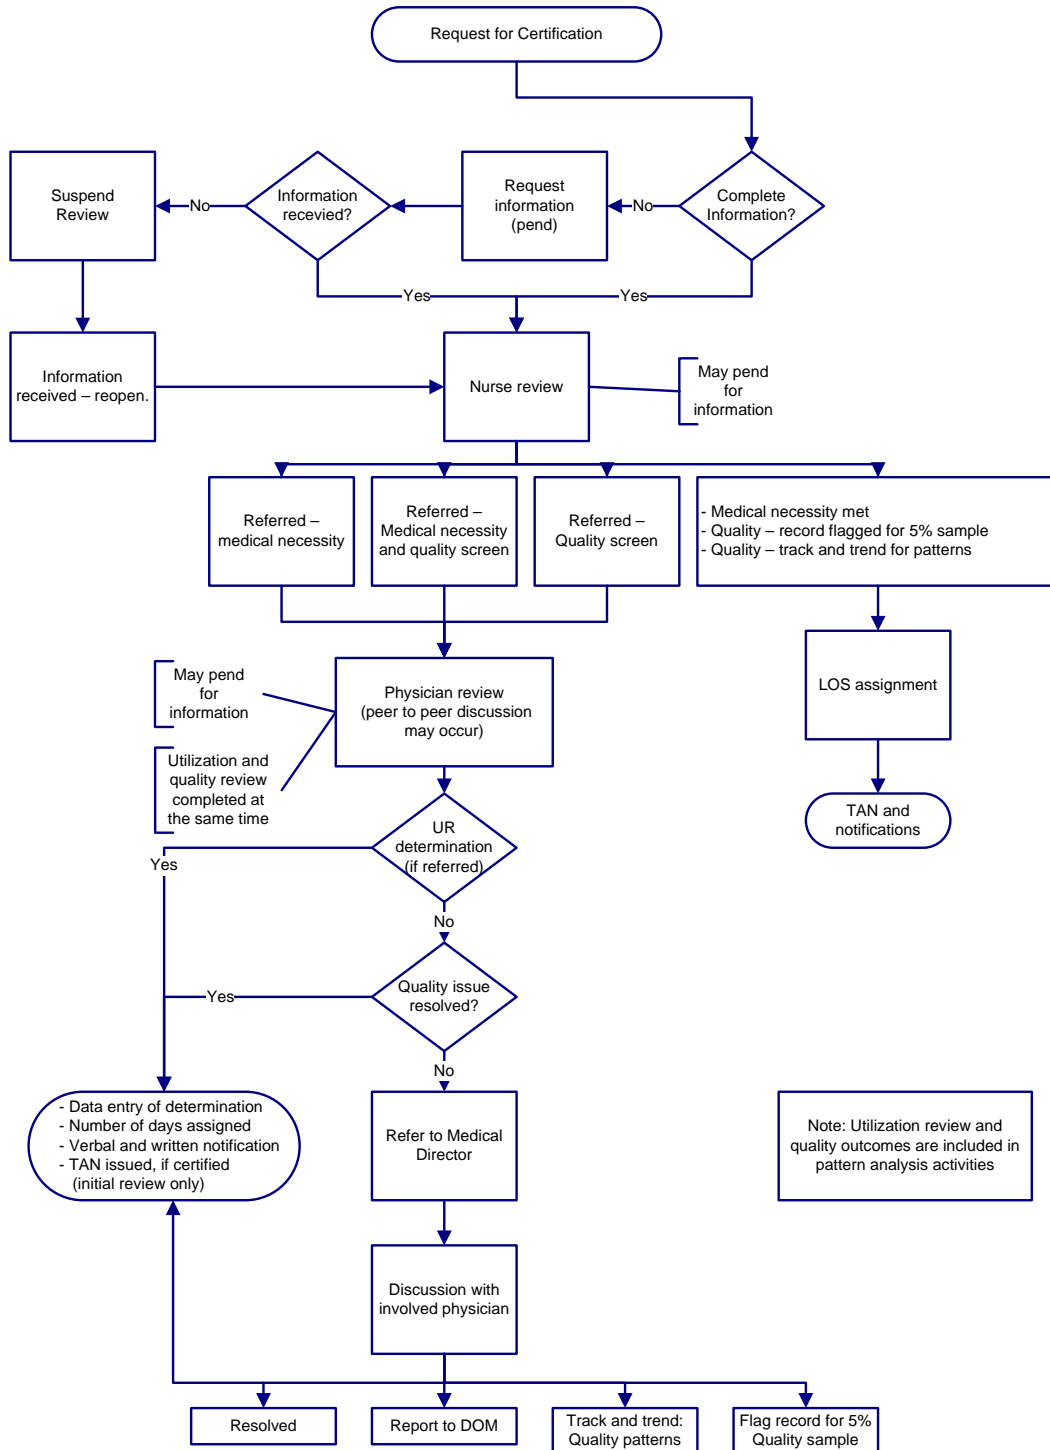 Request for Certification
Suspend
Review
No
Information
recevied?
Request
information
(pend)
No
Complete
Information?
Yes
Yes
Information
received – reopen.
Nurse review
May pend
for
information
Referred –
medical necessity
Referred –
Medical necessity
and quality screen
Referred –
Quality screen
- Medical necessity met
- Quality – record flagged for 5% sample
- Quality – track and trend for patterns
May pend
for
information
Physician review
(peer to peer discussion
may occur)
LOS assignment
Utilization and
quality review
completed at
the same time
TAN and
notifications
UR
determination
(if referred)
Yes
No
Quality issue
resolved?
Yes
No
- Data entry of determination
- Number of days assigned
- Verbal and written notification
- TAN issued, if certified
(initial review only)
Refer to Medical
Director
Note: Utilization review and
quality outcomes are included in
pattern analysis activities
Discussion with
involved physician
Resolved
Report to DOM
Track and trend:
Quality patterns
Flag record for 5%
Quality sample